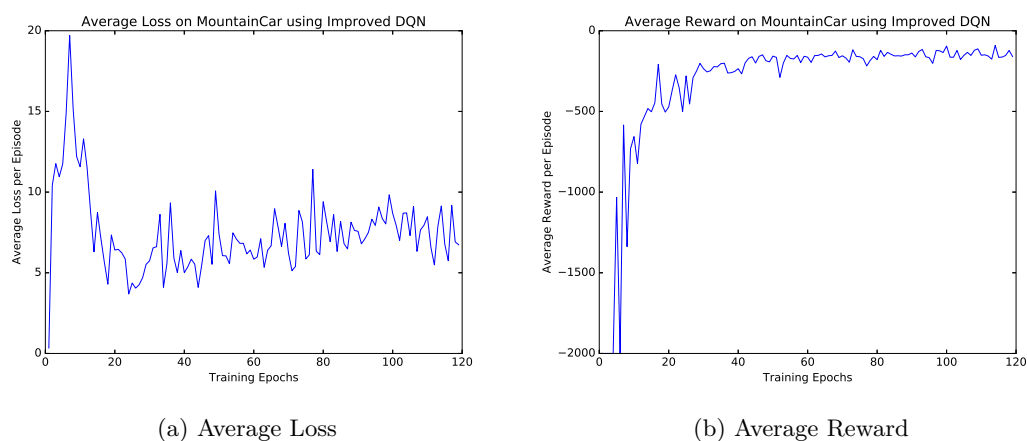 Average Loss on MountainCar using Improved DQN
20
15
10
5
0
Average Loss per Episode
0 20 40 60 80 100 120
Training Epochs
(a) Average Loss
Average Reward on MountainCar using Improved DQN
0
−500
−1000
−1500
−2000
Average Reward per Episode
0 20 40 60 80 100 120
Training Epochs
(b) Average Reward